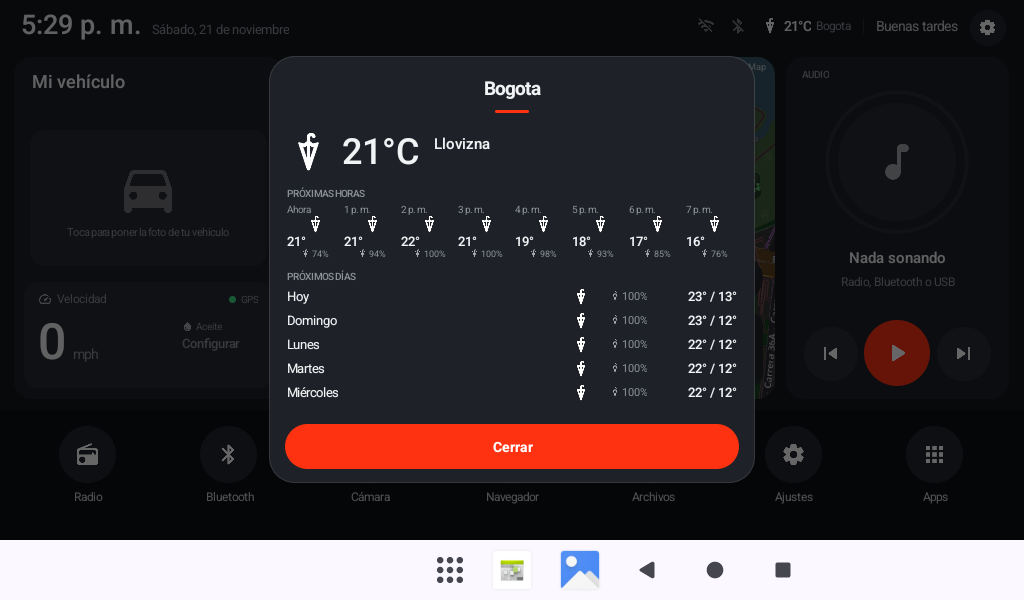 5:29 p. m. Sábado, 21 de noviembre
21°C Bogota Buenas tardes
Mi vehículo
Toca para poner la foto de tu vehículo
Velocidad GPS
0 mph
Aceite
Configurar
Map
Carrera 36A
AUDIO
Nada sonando
Radio, Bluetooth o USB
Bogota
21°C Llovizna
PRÓXIMAS HORAS
Ahora 1 p. m. 2 p. m. 3 p. m. 4 p. m. 5 p. m. 6 p. m. 7 p. m.
21° 21° 22° 21° 19° 18° 17° 16°
74% 94% 100% 100% 98% 93% 85% 76%
PRÓXIMOS DÍAS
Hoy 100% 23° / 13°
Domingo 100% 23° / 12°
Lunes 100% 22° / 12°
Martes 100% 22° / 12°
Miércoles 100% 22° / 12°
Cerrar
Radio Bluetooth Cámara Navegador Archivos Ajustes Apps